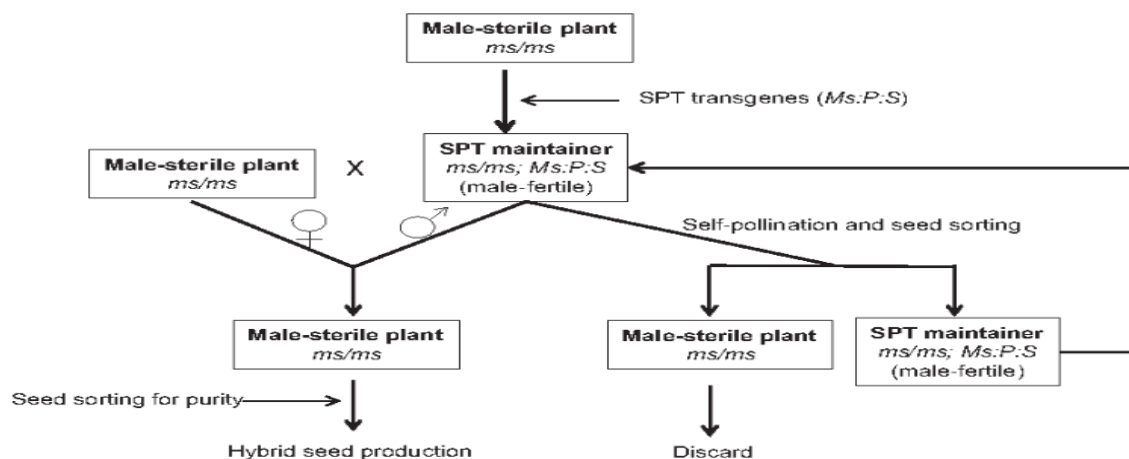 Male-sterile plant
ms/ms
SPT transgenes (Ms:P:S)
Male-sterile plant
ms/ms
X
SPT maintainer
ms/ms; Ms:P:S
(male-fertile)
Self-pollination and seed sorting
Male-sterile plant
ms/ms
Male-sterile plant
ms/ms
SPT maintainer
ms/ms; Ms:P:S
(male-fertile)
Seed sorting for purity
Hybrid seed production
Discard